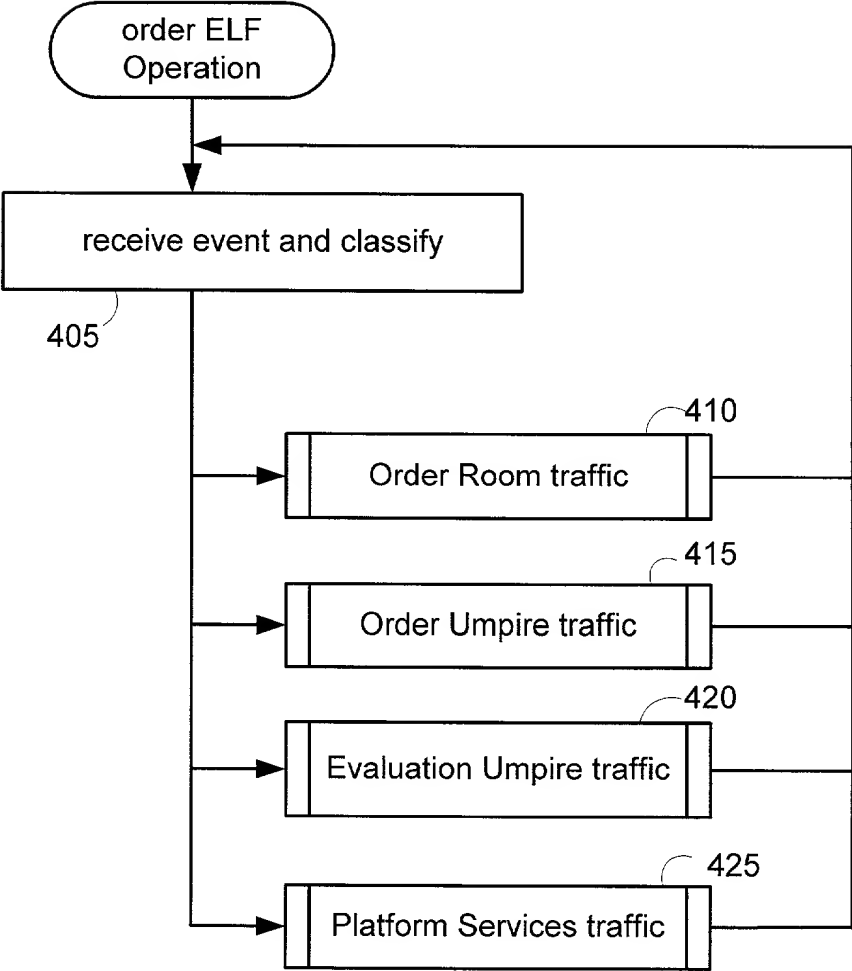 order ELF
Operation
receive event and classify
405
410
Order Room traffic
415
Order Umpire traffic
420
Evaluation Umpire traffic
425
Platform Services traffic